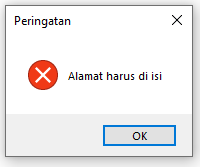 Peringatan
Alamat harus di isi
OK